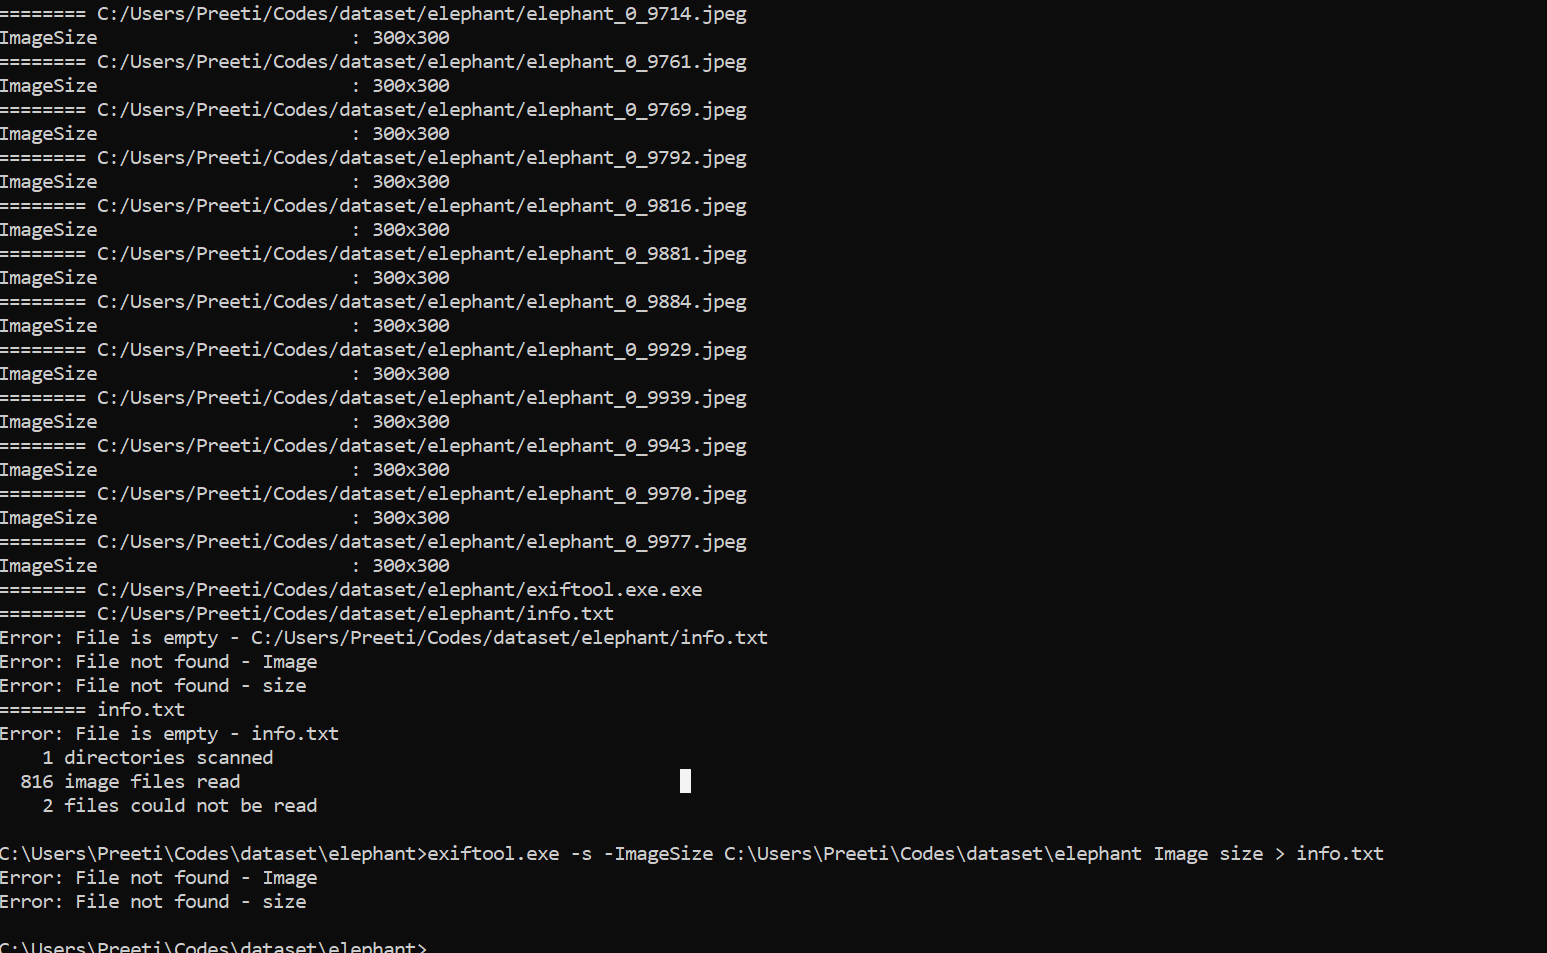 ======== C:/Users/Preeti/Codes/dataset/elephant/elephant_0_9714.jpeg
ImageSize                       : 300x300
======== C:/Users/Preeti/Codes/dataset/elephant/elephant_0_9761.jpeg
ImageSize                       : 300x300
======== C:/Users/Preeti/Codes/dataset/elephant/elephant_0_9769.jpeg
ImageSize                       : 300x300
======== C:/Users/Preeti/Codes/dataset/elephant/elephant_0_9792.jpeg
ImageSize                       : 300x300
======== C:/Users/Preeti/Codes/dataset/elephant/elephant_0_9816.jpeg
ImageSize                       : 300x300
======== C:/Users/Preeti/Codes/dataset/elephant/elephant_0_9881.jpeg
ImageSize                       : 300x300
======== C:/Users/Preeti/Codes/dataset/elephant/elephant_0_9884.jpeg
ImageSize                       : 300x300
======== C:/Users/Preeti/Codes/dataset/elephant/elephant_0_9929.jpeg
ImageSize                       : 300x300
======== C:/Users/Preeti/Codes/dataset/elephant/elephant_0_9939.jpeg
ImageSize                       : 300x300
======== C:/Users/Preeti/Codes/dataset/elephant/elephant_0_9943.jpeg
ImageSize                       : 300x300
======== C:/Users/Preeti/Codes/dataset/elephant/elephant_0_9970.jpeg
ImageSize                       : 300x300
======== C:/Users/Preeti/Codes/dataset/elephant/elephant_0_9977.jpeg
ImageSize                       : 300x300
======== C:/Users/Preeti/Codes/dataset/elephant/exiftool.exe.exe
======== C:/Users/Preeti/Codes/dataset/elephant/info.txt
Error: File is empty - C:/Users/Preeti/Codes/dataset/elephant/info.txt
Error: File not found - Image
Error: File not found - size
======== info.txt
Error: File is empty - info.txt
    1 directories scanned
  816 image files read
    2 files could not be read
C:\Users\Preeti\Codes\dataset\elephant>exiftool.exe -s -ImageSize C:\Users\Preeti\Codes\dataset\elephant Image size > info.txt
Error: File not found - Image
Error: File not found - size
C:\Users\Preeti\Codes\dataset\elephant>